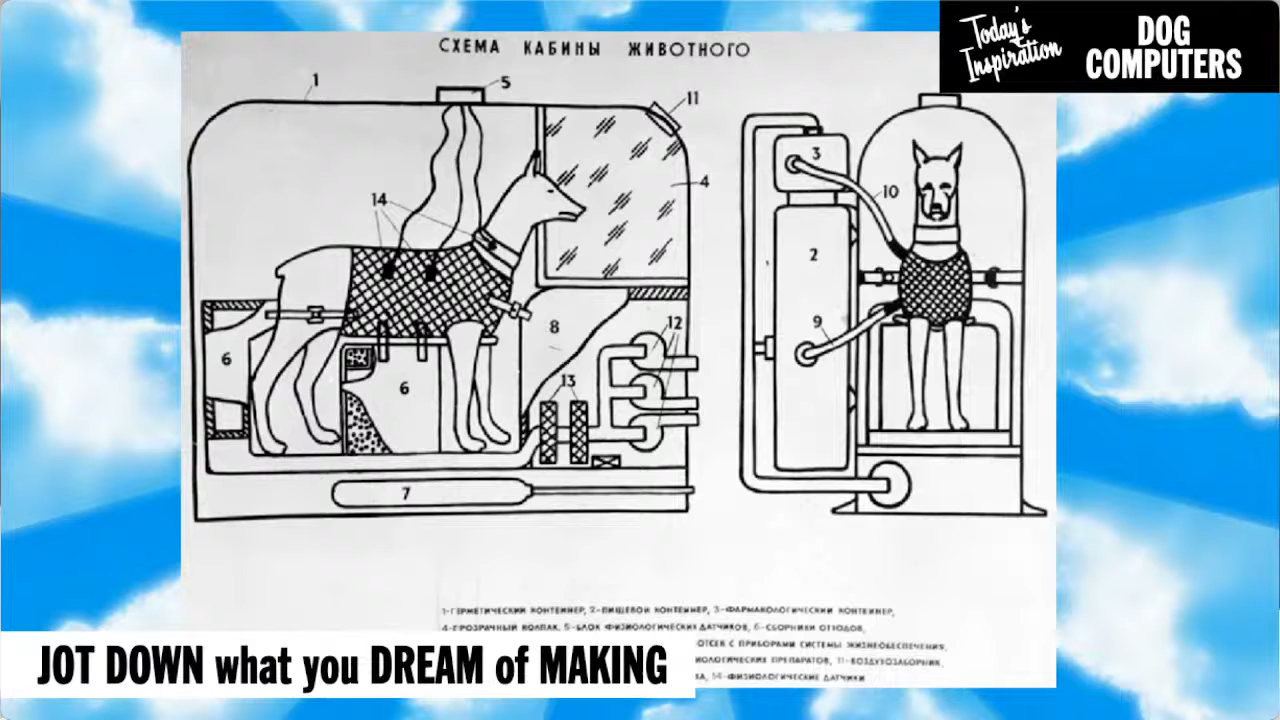 Today's
Inspiration
DOG
COMPUTERS
СХЕМА КАБИНЫ ЖИВОТНОГО
1
5
11
14
4
3
10
2
9
8
12
6
6
13
7
1-ГЕРМЕТИЧЕСКИЙ КОНТЕЙНЕР, 2-ПИЩЕВОЙ КОНТЕЙНЕР, 3-ФАРМАКОЛОГИЧЕСКИЙ КОНТЕЙНЕР,
4-ПРОЗРАЧНЫЙ КОЛПАК, 5-БЛОК ФИЗИОЛОГИЧЕСКИХ ДАТЧИКОВ, 6-СБОРНИКИ ОТХОДОВ,
ОТСЕК С ПРИБОРАМИ СИСТЕМЫ ЖИЗНЕОБЕСПЕЧЕНИЯ,
ОЛОГИЧЕСКИХ ПРЕПАРАТОВ, 11-ВОЗДУХОЗАБОРНИК,
КА, 14-ФИЗИОЛОГИЧЕСКИЕ ДАТЧИКИ
JOT DOWN what you DREAM of MAKING